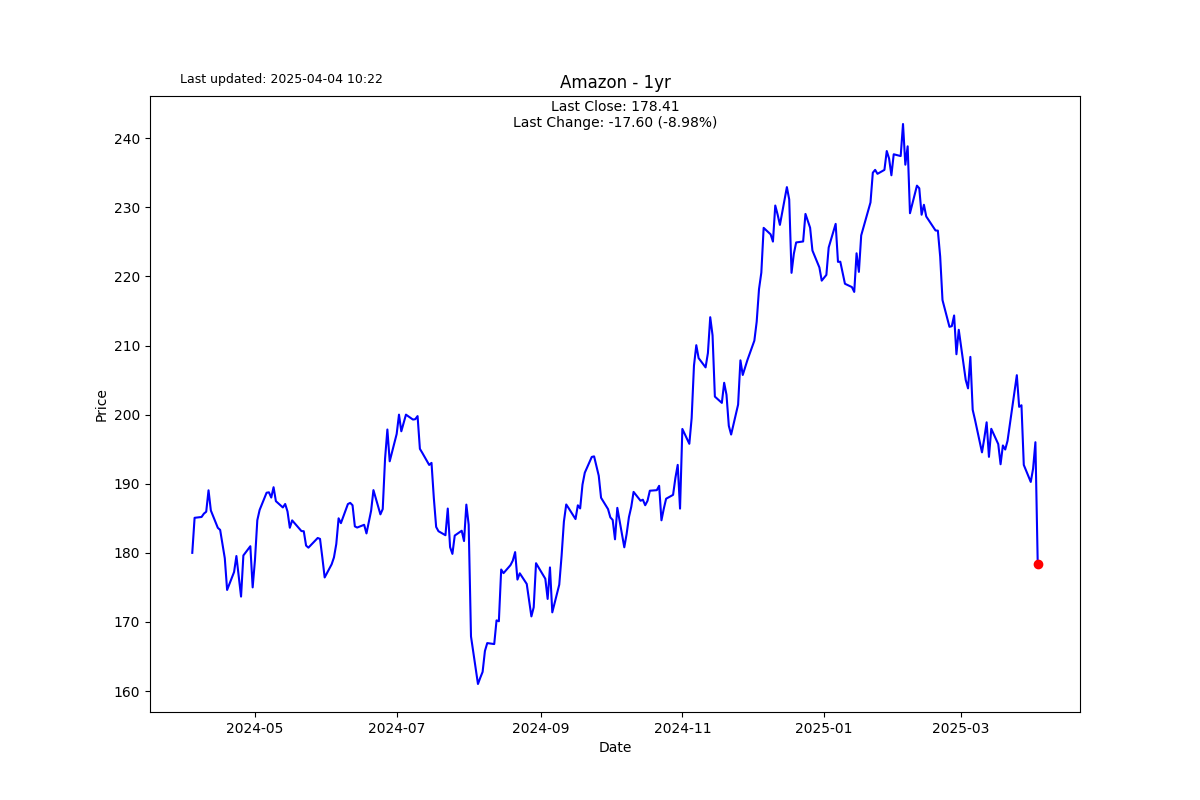 Last updated: 2025-04-04 10:22
Amazon - 1yr
Last Close: 178.41
Last Change: -17.60 (-8.98%)
240
230
220
210
200
190
180
170
160
Price
2024-05
2024-07
2024-09
2024-11
2025-01
2025-03
Date